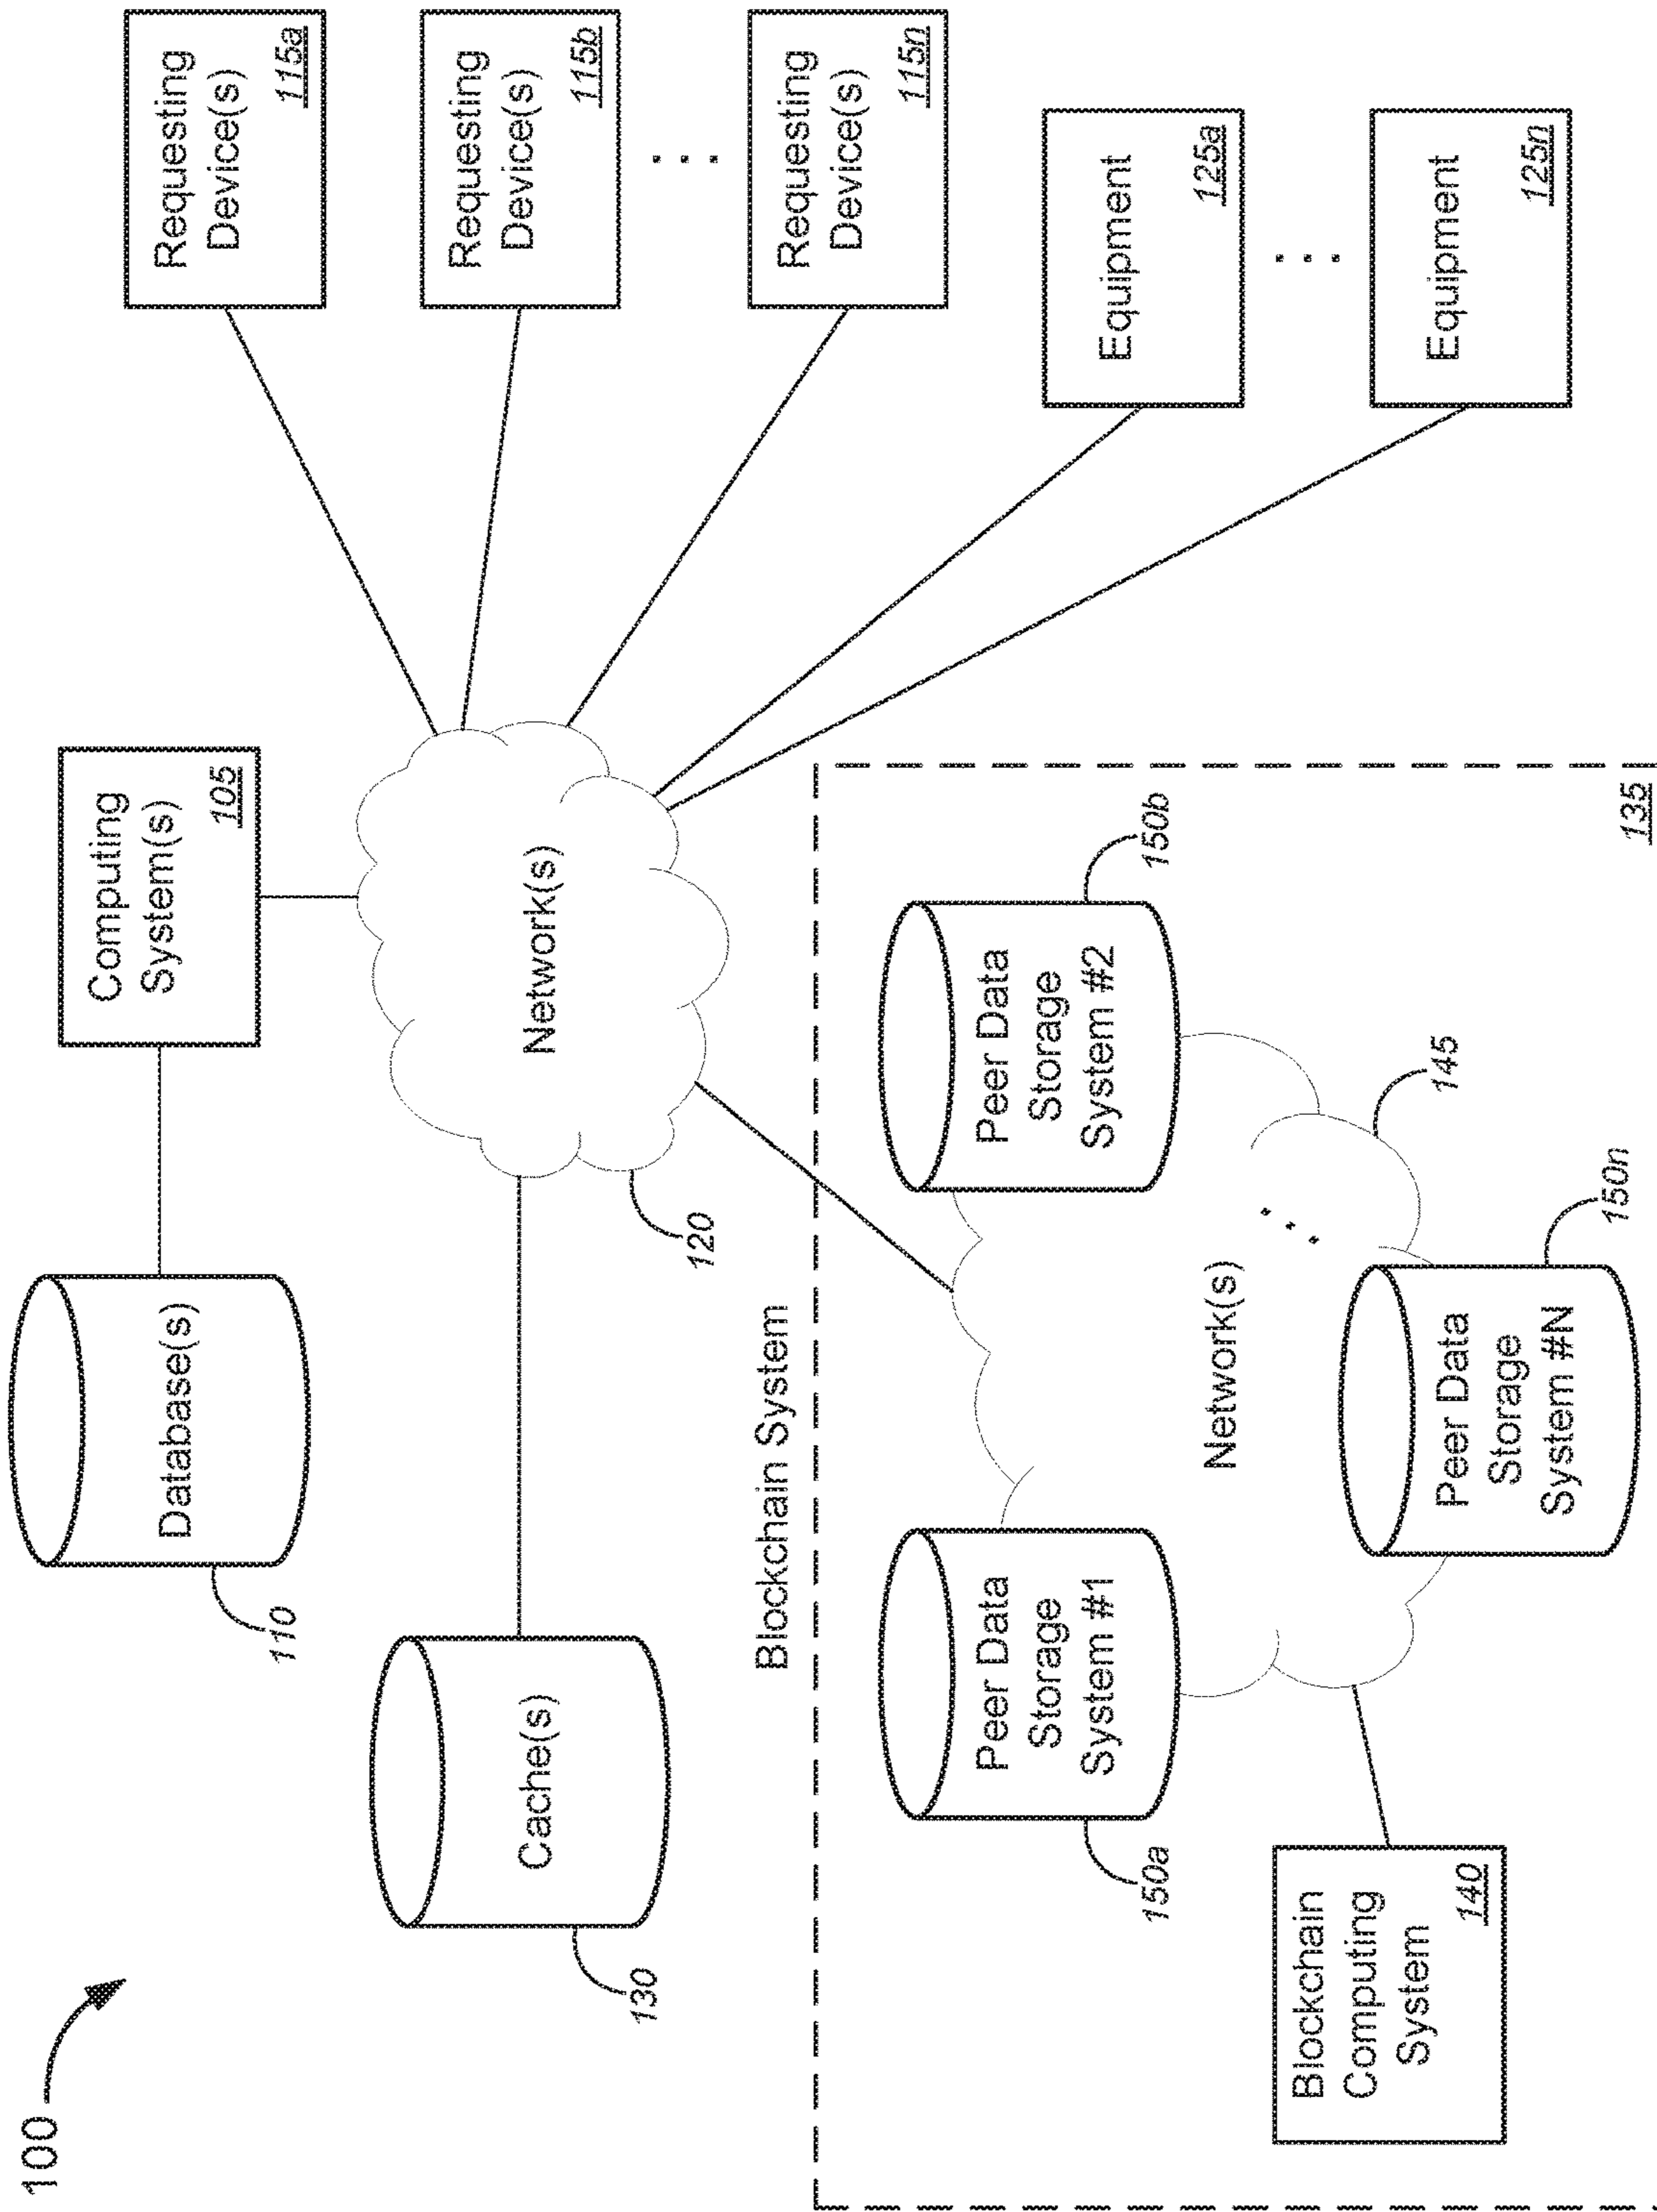 100
Database(s)
110
Computing
System(s)
105
Requesting
Device(s)
115a
Requesting
Device(s)
115b
. . .
Requesting
Device(s)
115n
Cache(s)
130
Network(s)
120
Equipment
125a
. . .
Equipment
125n
Blockchain System
Peer Data
Storage
System #1
150a
Peer Data
Storage
System #2
150b
Network(s)
. . .
145
Blockchain
Computing
System
140
Peer Data
Storage
System #N
150n
135